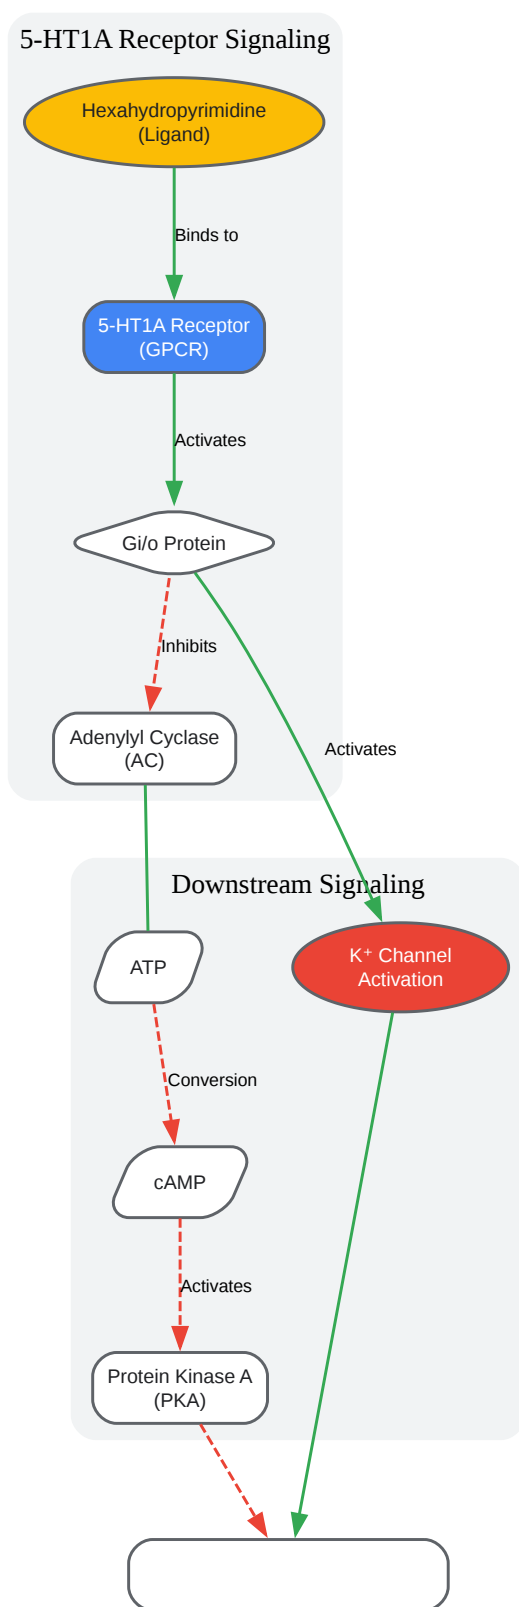 5-HT1A Receptor Signaling
Hexahydropyrimidine
(Ligand)
Binds to
5-HT1A Receptor
(GPCR)
Activates
Gi/o Protein
Inhibits
Adenylyl Cyclase
(AC)
Activates
Downstream Signaling
ATP
K⁺ Channel
Activation
Conversion
cAMP
Activates
Protein Kinase A
(PKA)